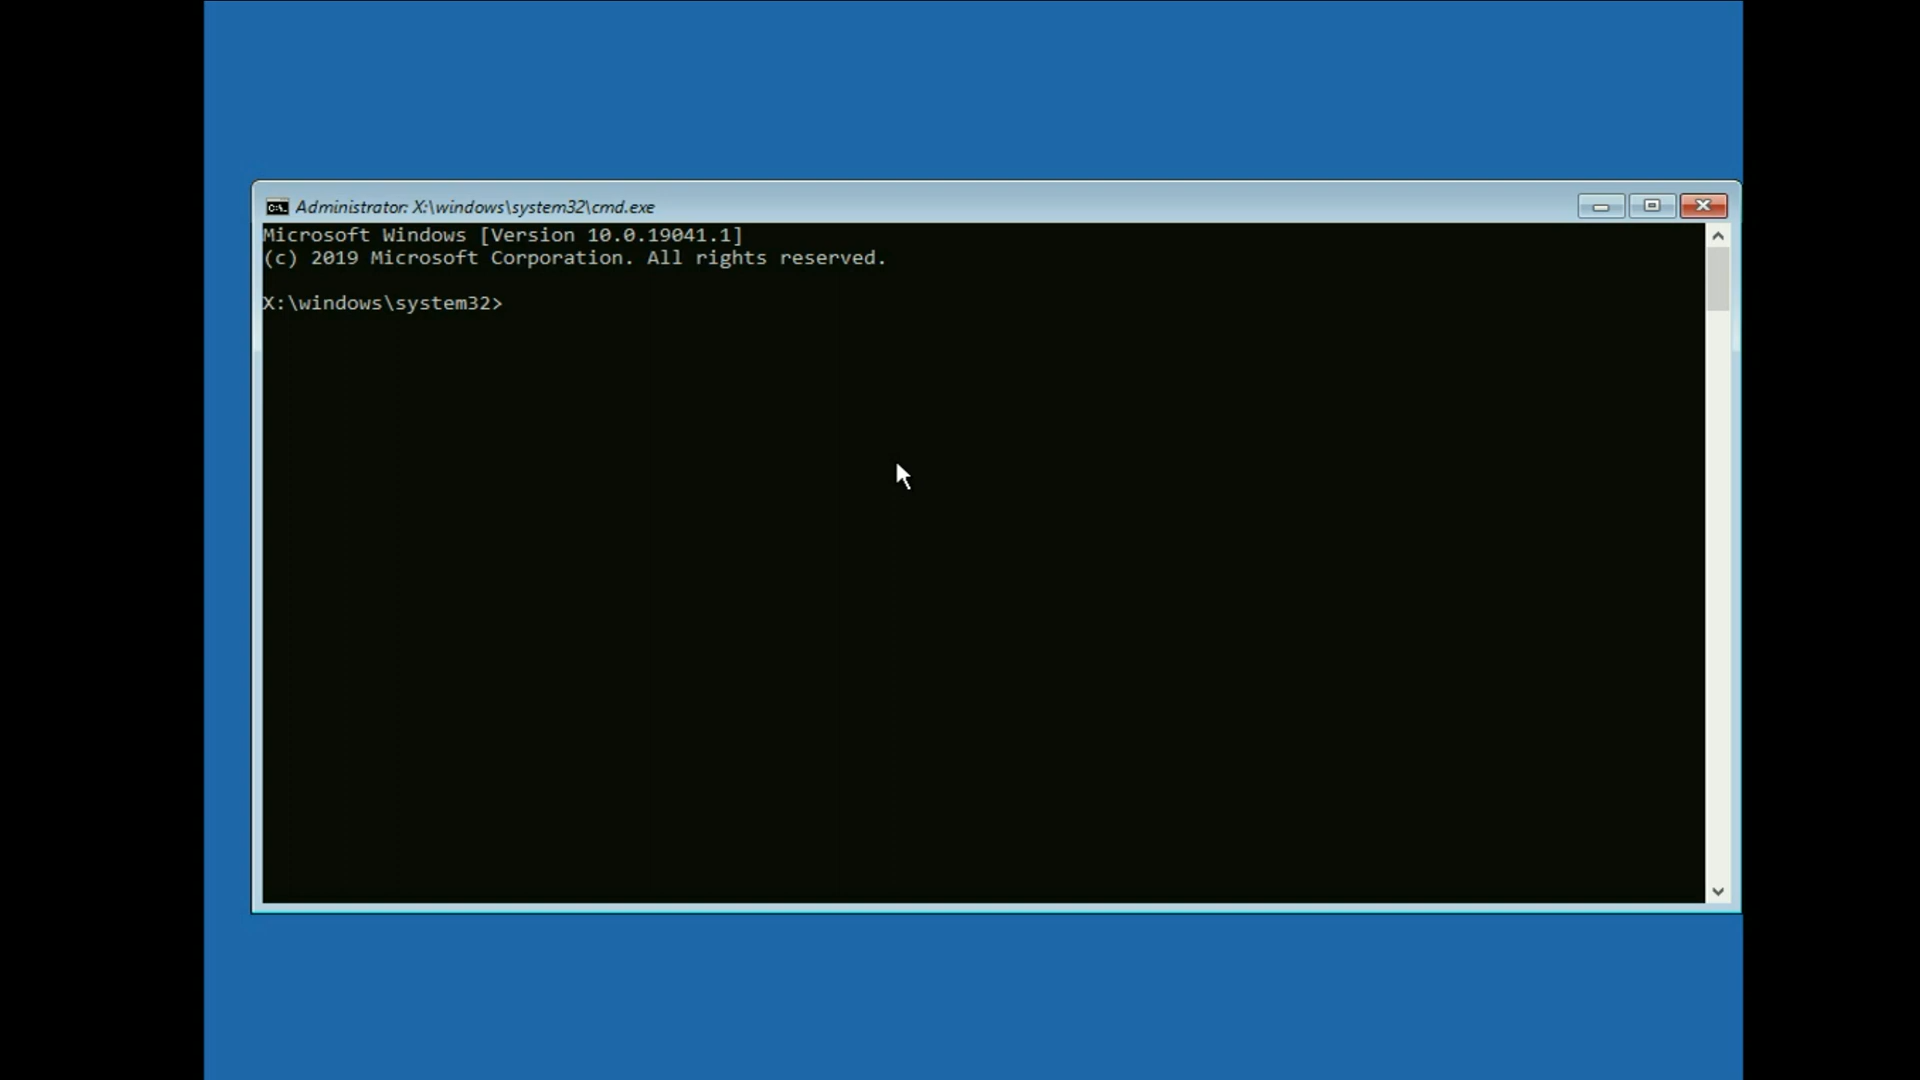 Administrator: X:\windows\system32\cmd.exe
Microsoft Windows [Version 10.0.19041.1]
(c) 2019 Microsoft Corporation. All rights reserved.
X:\windows\system32>